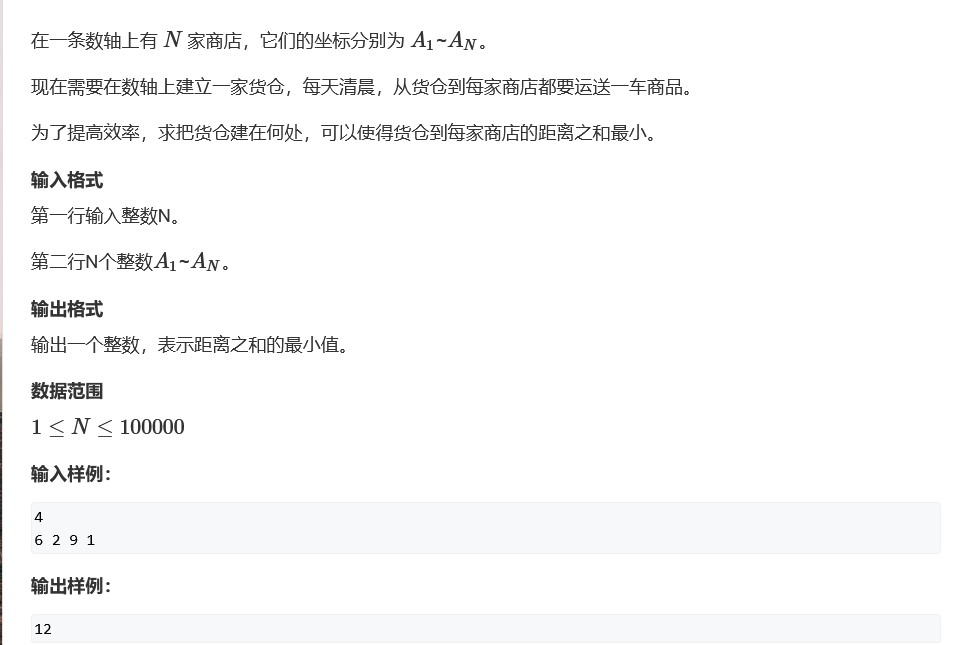 在一条数轴上有 N 家商店，它们的坐标分别为 A₁~A_N。
现在需要在数轴上建立一家货仓，每天清晨，从货仓到每家商店都要运送一车商品。
为了提高效率，求把货仓建在何处，可以使得货仓到每家商店的距离之和最小。
输入格式
第一行输入整数N。
第二行N个整数A₁~A_N。
输出格式
输出一个整数，表示距离之和的最小值。
数据范围
1 ≤ N ≤ 100000
输入样例：
4
6 2 9 1
输出样例：
12